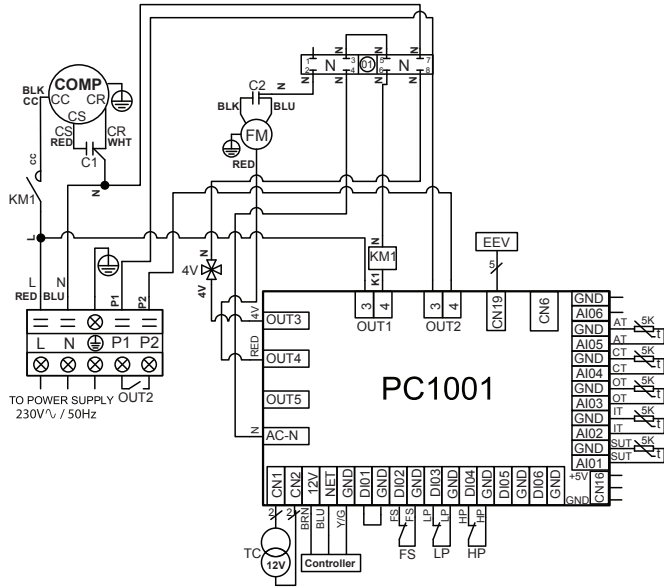 N N
1 2 N 3 4 01 5 6 N 7 8
N N N N
COMP
CC CR
CS
BLK
CC
CS
RED
CR
WHT
C1
C2 N
BLK BLU
FM
RED
CC
KM1
N
L
L N
RED BLU
P1 P2
L N P1 P2
OUT2
TO POWER SUPPLY
230V / 50Hz
N
4V
4V
4V
RED
N
N
KM1
K1
EEV
5
3 4
OUT1
3 4
OUT2
CN19
CN6
OUT3
OUT4
OUT5
AC-N
PC1001
GND
AI06
GND
AI05
GND
AI04
GND
AI03
GND
AI02
GND
AI01
+5V
CN16
GND
AT 5K t
AT
CT 5K t
CT
OT 5K t
OT
IT 5K t
IT
SUT 5K t
SUT
CN1 CN2 12V NET GND DI01 GND DI02 GND DI03 GND DI04 GND DI05 GND DI06 GND
2 2 BRN BLU Y/G FS FS LP LP HP HP
TC
12V
Controller
FS LP HP